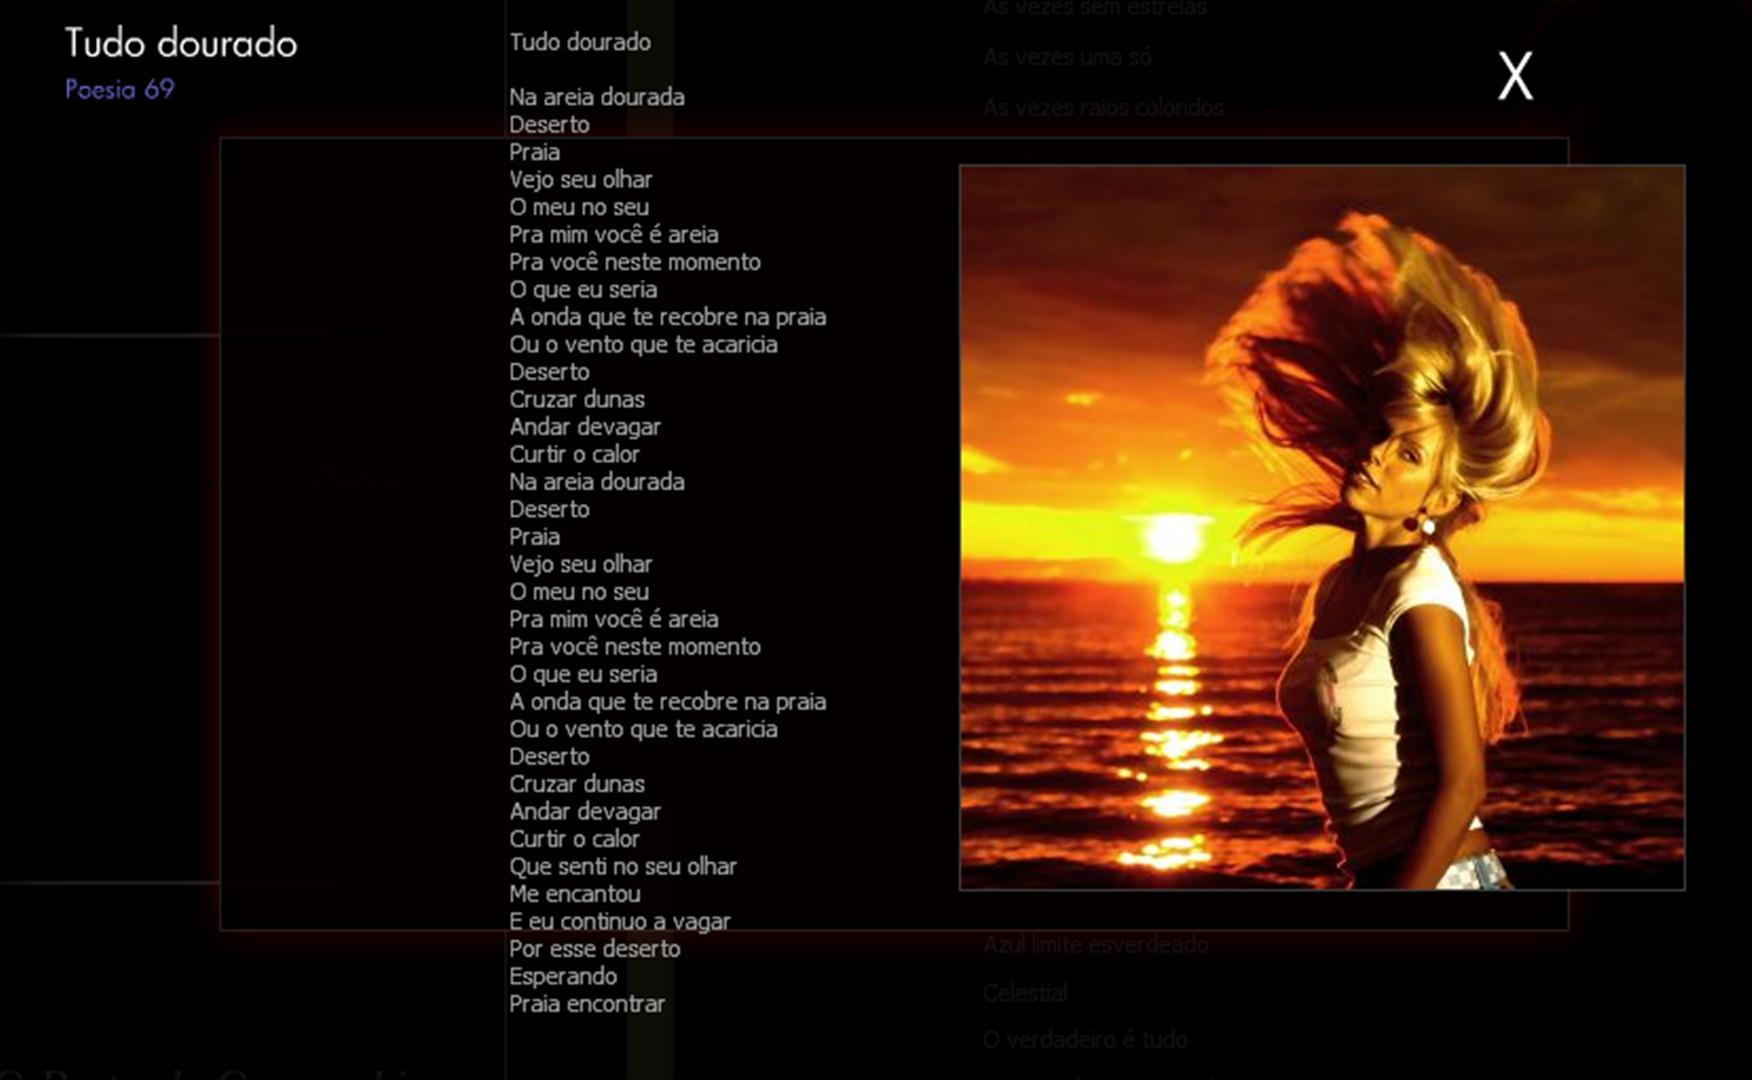 Tudo dourado
Poesia 69
X
Tudo dourado
Na areia dourada
Deserto
Praia
Vejo seu olhar
O meu no seu
Pra mim você é areia
Pra você neste momento
O que eu seria
A onda que te recobre na praia
Ou o vento que te acaricia
Deserto
Cruzar dunas
Andar devagar
Curtir o calor
Na areia dourada
Deserto
Praia
Vejo seu olhar
O meu no seu
Pra mim você é areia
Pra você neste momento
O que eu seria
A onda que te recobre na praia
Ou o vento que te acaricia
Deserto
Cruzar dunas
Andar devagar
Curtir o calor
Que senti no seu olhar
Me encantou
E eu continuo a vagar
Por esse deserto
Esperando
Praia encontrar
As vezes sem estrelas
As vezes uma só
As vezes raios coloridos
Azul limite esverdeado
Celestial
O verdadeiro é tudo